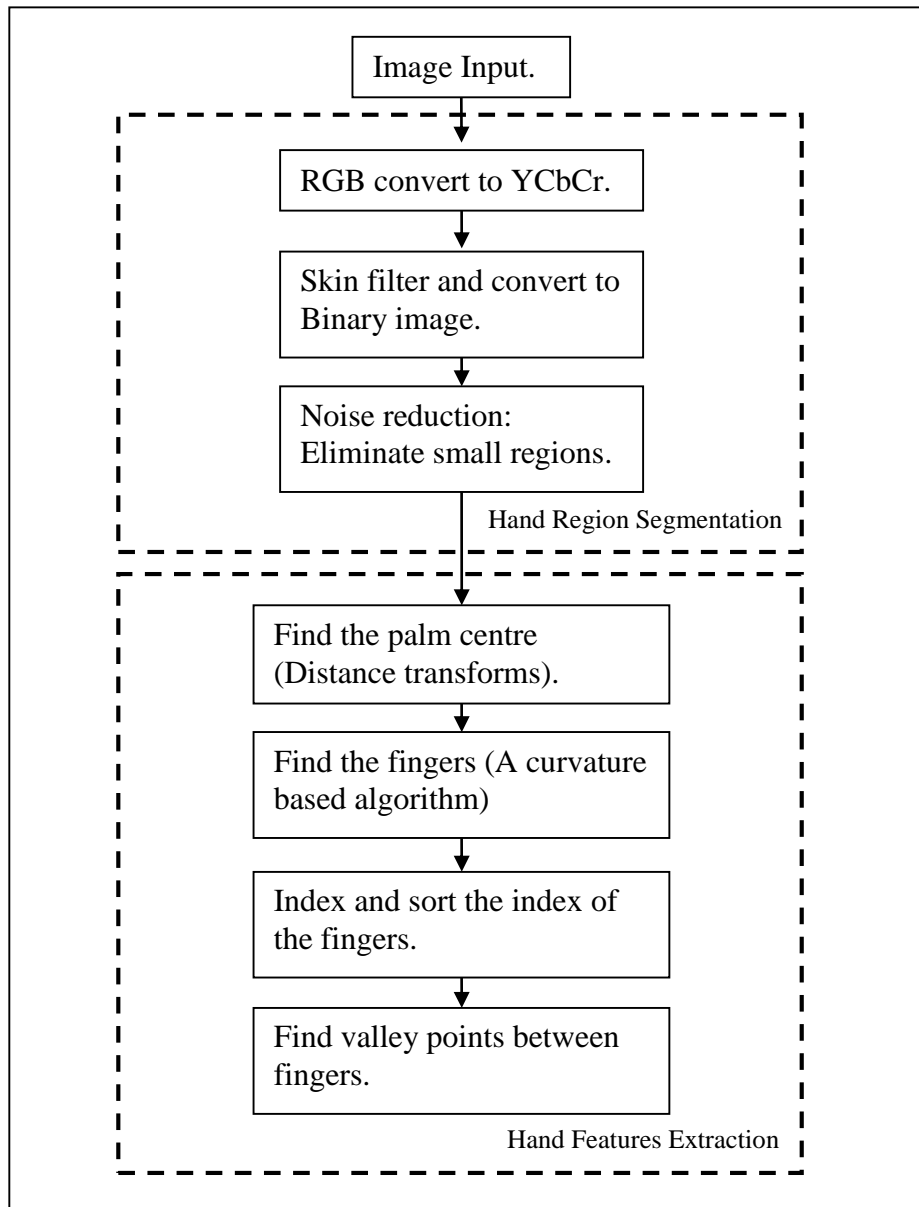 Image Input.
RGB convert to YCbCr.
Skin filter and convert to
Binary image.
Noise reduction:
Eliminate small regions.
Hand Region Segmentation
Find the palm centre
(Distance transforms).
Find the fingers (A curvature
based algorithm)
Index and sort the index of
the fingers.
Find valley points between
fingers.
Hand Features Extraction